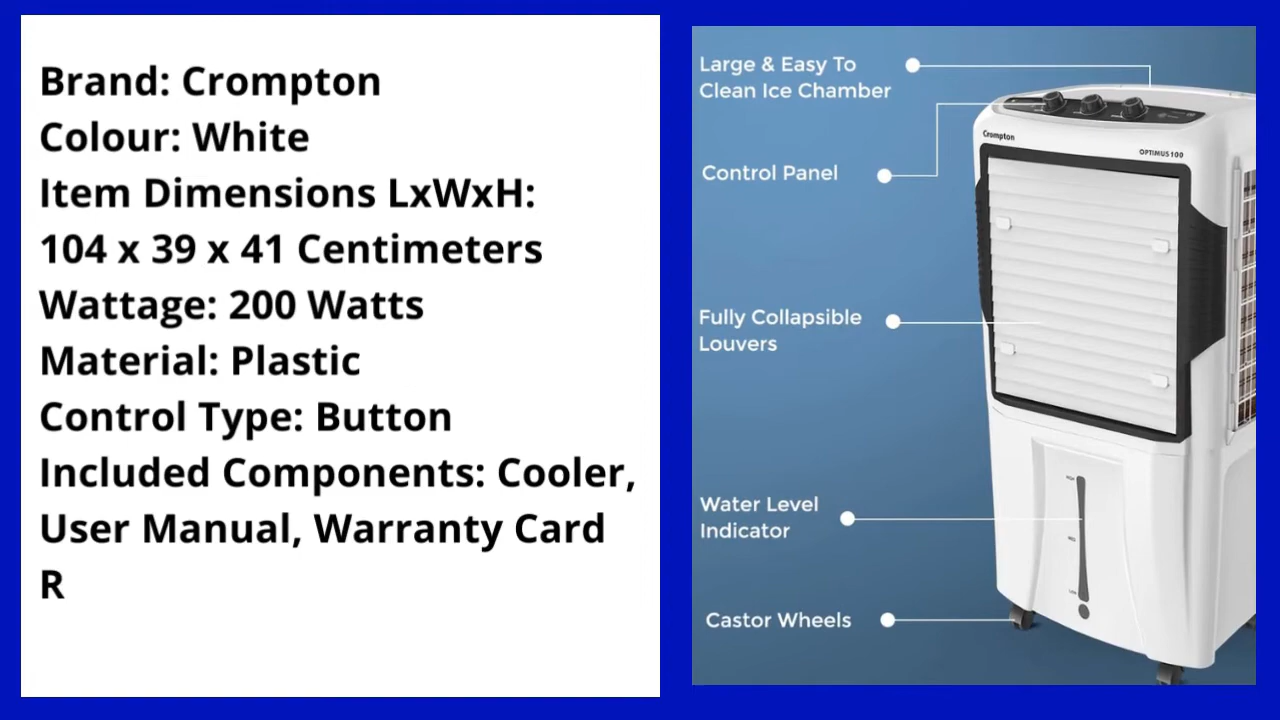 Brand: Crompton
Colour: White
Item Dimensions LxWxH:
104 x 39 x 41 Centimeters
Wattage: 200 Watts
Material: Plastic
Control Type: Button
Included Components: Cooler,
User Manual, Warranty Card
R
Large & Easy To
Clean Ice Chamber
Control Panel
Fully Collapsible
Louvers
Water Level
Indicator
Castor Wheels
Crompton
OPTIMUS 100